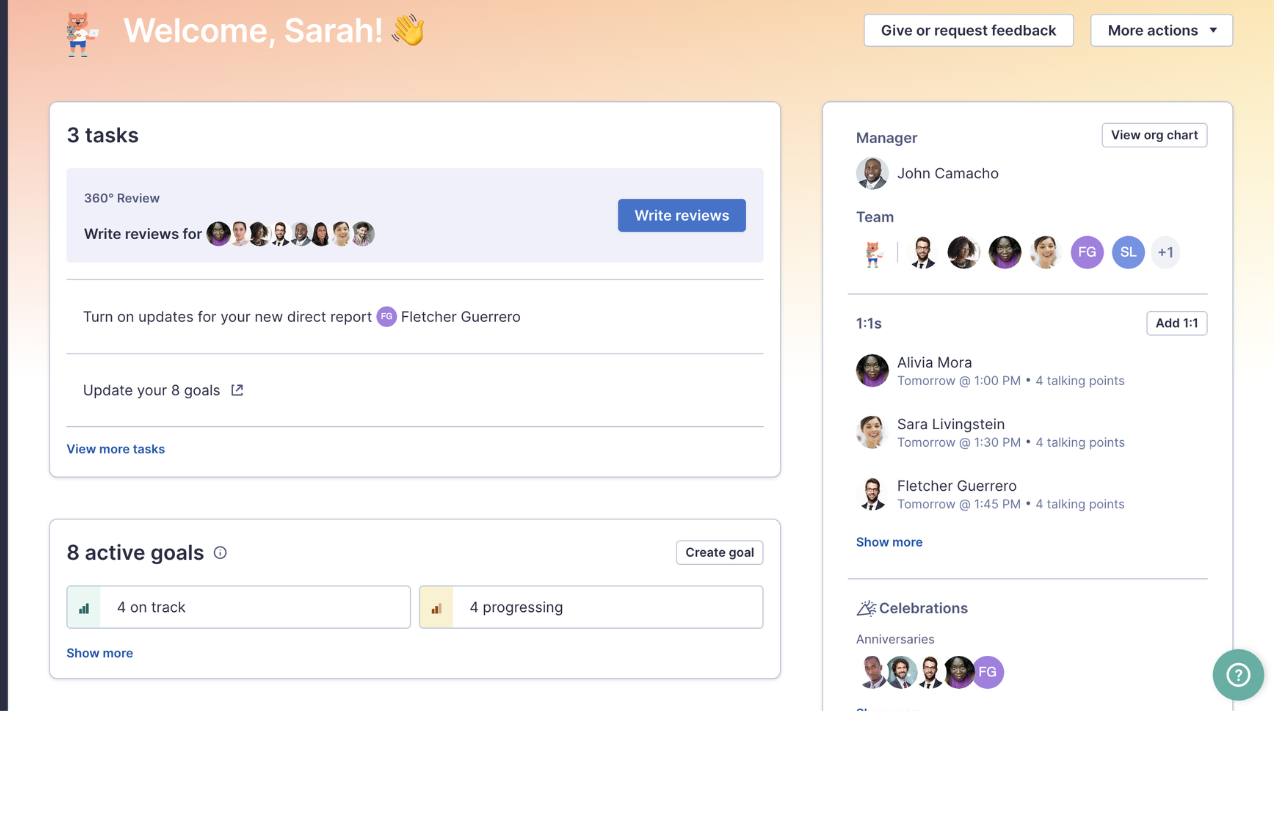 Welcome, Sarah! 👋
Give or request feedback
More actions
3 tasks
360° Review
Write reviews for
Write reviews
Turn on updates for your new direct report FG Fletcher Guerrero
Update your 8 goals
View more tasks
8 active goals
Create goal
4 on track
4 progressing
Show more
Manager
View org chart
John Camacho
Team
FG SL +1
1:1s
Add 1:1
Alivia Mora
Tomorrow @ 1:00 PM • 4 talking points
Sara Livingstein
Tomorrow @ 1:30 PM • 4 talking points
Fletcher Guerrero
Tomorrow @ 1:45 PM • 4 talking points
Show more
Celebrations
Anniversaries
FG
?